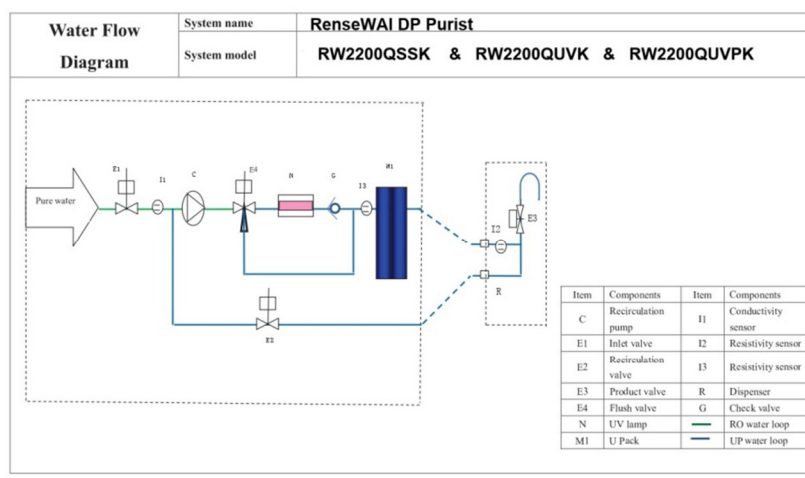 Water Flow
Diagram
System name
RenseWAI DP Purist
System model
RW2200QSSK & RW2200QUVK & RW2200QUVPK
E1
I1
C
E4
N
G
I3
M1
Pure water
E3
I2
R
E2
Item Components Item Components
C Recirculation pump I1 Conductivity sensor
E1 Inlet valve I2 Resistivity sensor
E2 Recirculation valve I3 Resistivity sensor
E3 Product valve R Dispenser
E4 Flush valve G Check valve
N UV lamp RO water loop
M1 U Pack UP water loop